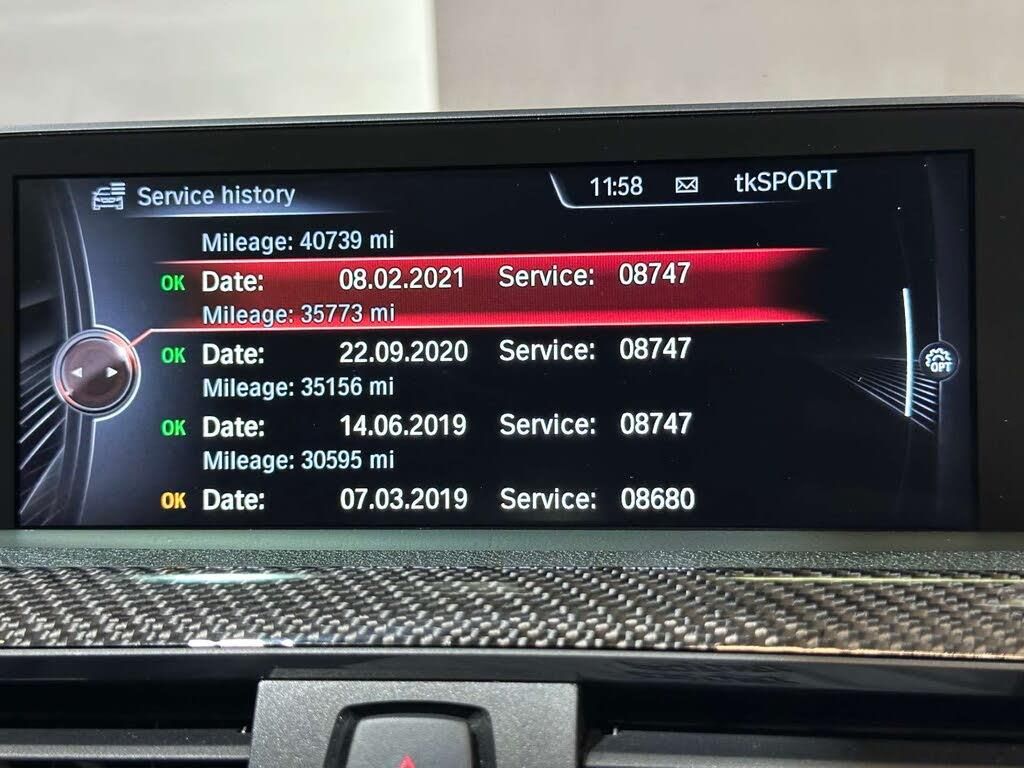 Service history 11:58 tkSPORT
Mileage: 40739 mi
OK Date: 08.02.2021 Service: 08747
Mileage: 35773 mi
OK Date: 22.09.2020 Service: 08747
Mileage: 35156 mi
OK Date: 14.06.2019 Service: 08747
Mileage: 30595 mi
OK Date: 07.03.2019 Service: 08680
OPT